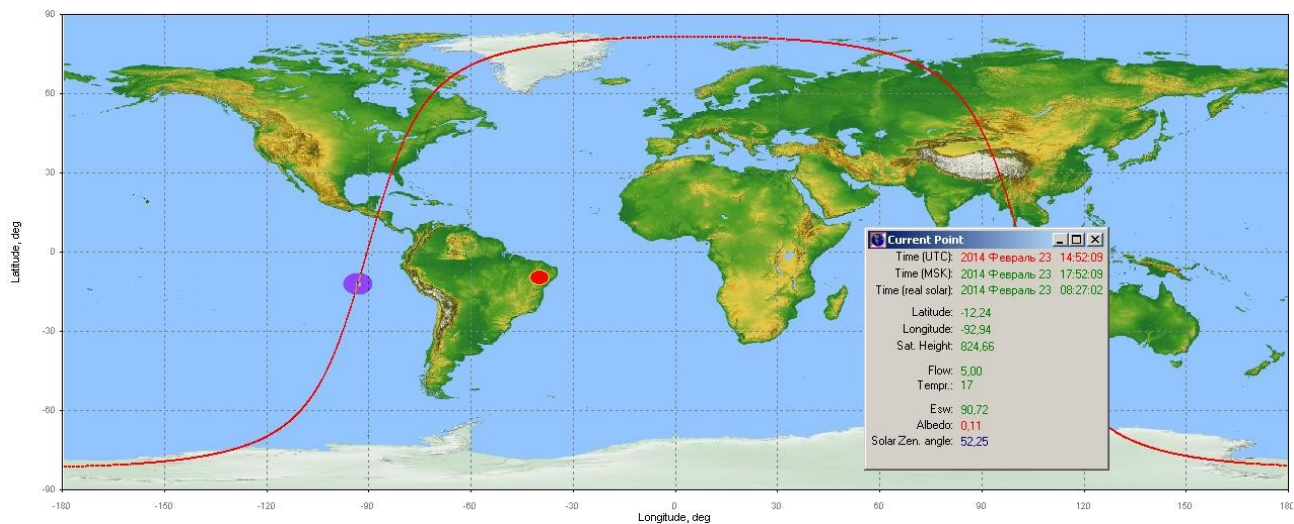 90
60
30
0
-30
-60
-90
Latitude, deg
Current Point
Time (UTC): 2014 Февраль 23 14:52:09
Time (MSK): 2014 Февраль 23 17:52:09
Time (real solar): 2014 Февраль 23 08:27:02
Latitude: -12,24
Longitude: -92,94
Sat. Height: 824,66
Flow: 5,00
Tempr.: 17
Esw: 90,72
Albedo: 0,11
Solar Zen. angle: 52,25
-180 -150 -120 -90 -60 -30 0 30 60 90 120 150 180
Longitude, deg